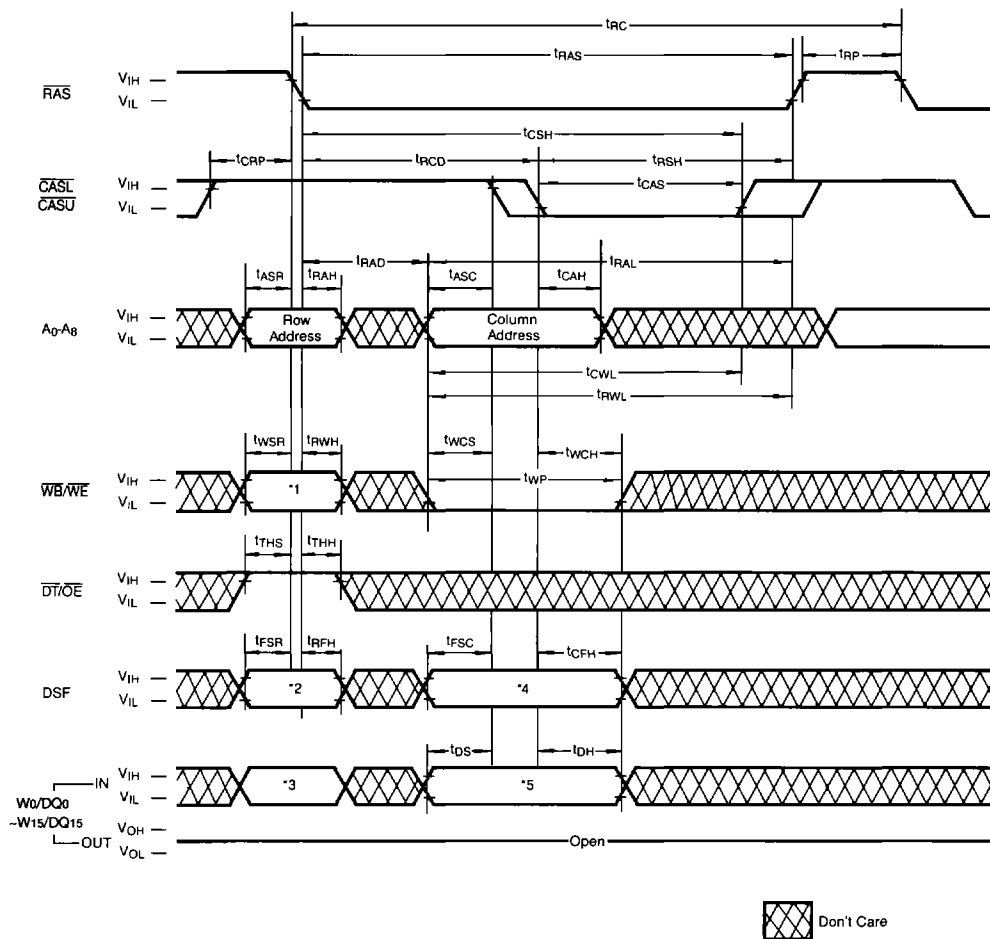 tRC
tRAS
tRP
RAS
VIH
VIL
tCSH
tCRP
tRCD
tRSH
CASL
CASU
VIH
VIL
tCAS
tRAD
tRAL
tASR
tRAH
tASC
tCAH
A0-A8
VIH
VIL
Row
Address
Column
Address
tCWL
tRWL
tWSR
tRWH
tWCS
tWCH
tWP
WB/WE
VIH
VIL
*1
tTHS
tTHH
DT/OE
VIH
VIL
tFSR
tRFH
tFSC
tCFH
DSF
VIH
VIL
*2
*4
tDS
tDH
IN
VIH
VIL
*3
*5
W0/DQ0
~W15/DQ15
OUT
VOH
VOL
Open
Don't Care